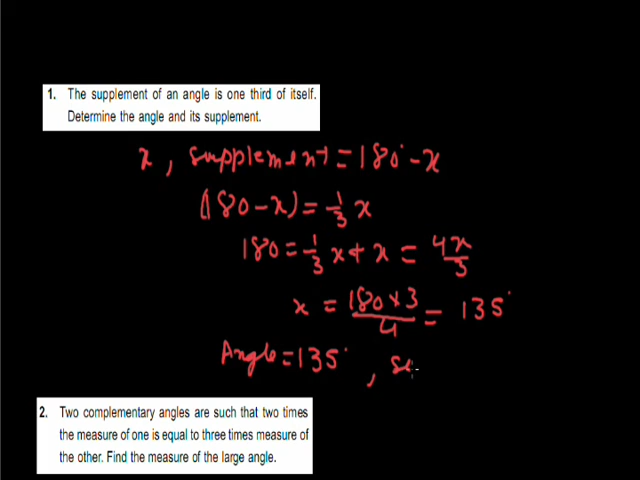 1. The supplement of an angle is one third of itself.
Determine the angle and its supplement.
x, supplement = 180° - x
(180 - x) = 1/3 x
180 = 1/3 x + x = 4x/3
x = 180 × 3/4 = 135°
Angle = 135°, su
2. Two complementary angles are such that two times
the measure of one is equal to three times measure of
the other. Find the measure of the large angle.